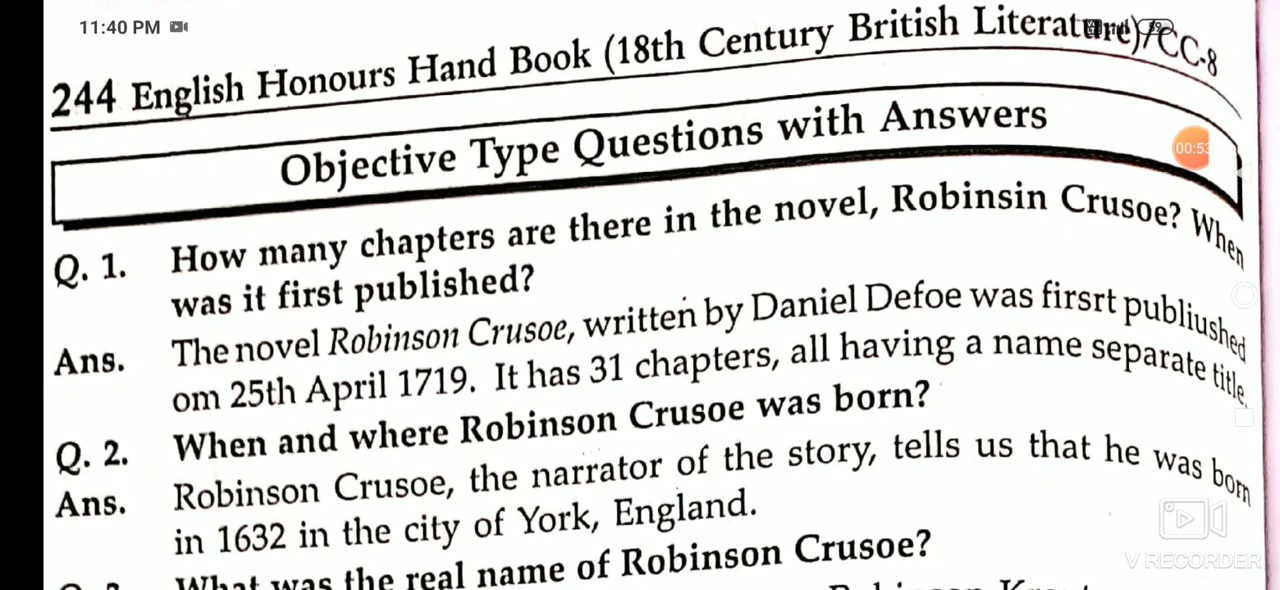 11:40 PM
244 English Honours Hand Book (18th Century British Literature)/CC-8
Objective Type Questions with Answers
00:53
Q. 1. How many chapters are there in the novel, Robinsin Crusoe? When
was it first published?
Ans. The novel Robinson Crusoe, written by Daniel Defoe was firsrt publiushed
om 25th April 1719. It has 31 chapters, all having a name separate title.
Q. 2. When and where Robinson Crusoe was born?
Ans. Robinson Crusoe, the narrator of the story, tells us that he was born
in 1632 in the city of York, England.
What was the real name of Robinson Crusoe?
V RECORDER